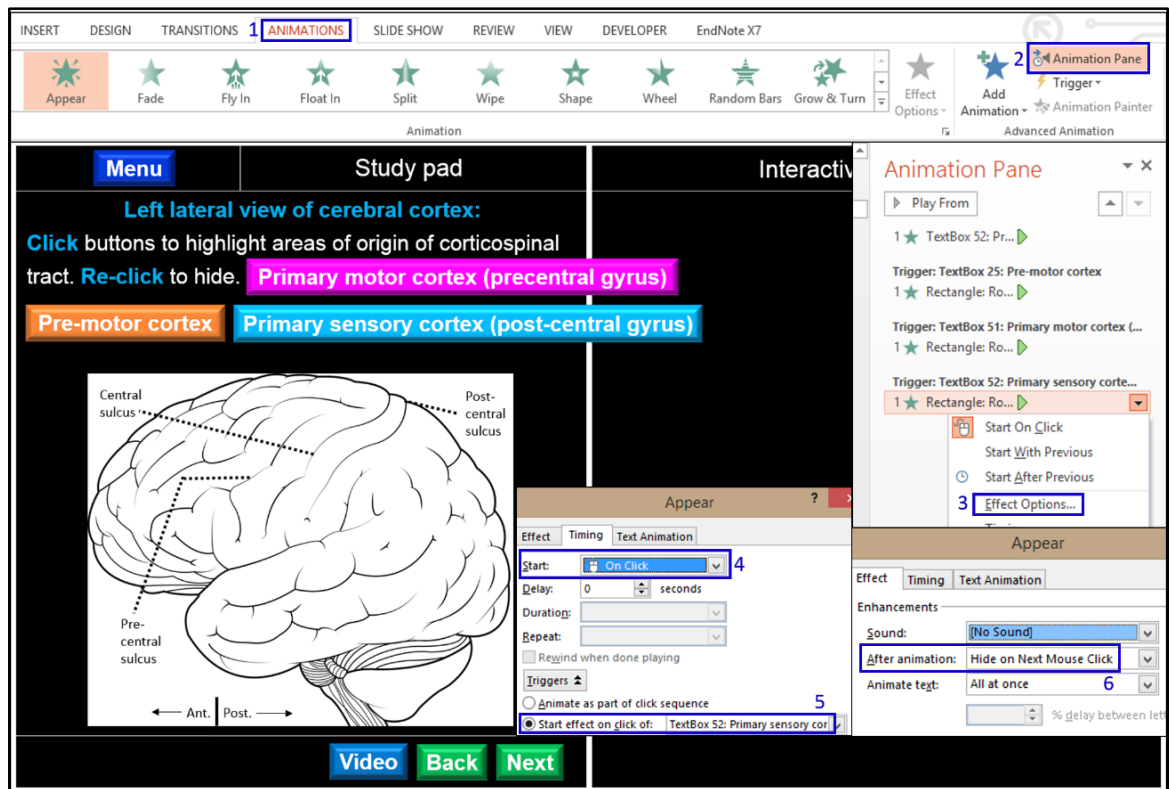 INSERT DESIGN TRANSITIONS 1 ANIMATIONS SLIDE SHOW REVIEW VIEW DEVELOPER EndNote X7
Appear Fade Fly In Float In Split Wipe Shape Wheel Random Bars Grow & Turn
Effect
Options
Add
Animation
2 Animation Pane
Trigger
Animation Painter
Animation
Advanced Animation
Menu
Study pad
Interactiv
Left lateral view of cerebral cortex:
Click buttons to highlight areas of origin of corticospinal
tract. Re-click to hide. Primary motor cortex (precentral gyrus)
Pre-motor cortex Primary sensory cortex (post-central gyrus)
Central
sulcus
Post-
central
sulcus
Pre-
central
sulcus
Ant. Post.
Video Back Next
Animation Pane
Play From
1 TextBox 52: Pr...
Trigger: TextBox 25: Pre-motor cortex
1 Rectangle: Ro...
Trigger: TextBox 51: Primary motor cortex (...
1 Rectangle: Ro...
Trigger: TextBox 52: Primary sensory corte...
1 Rectangle: Ro...
Start On Click
Start With Previous
Start After Previous
3 Effect Options...
Appear ?
Effect Timing Text Animation
Start: On Click 4
Delay: 0 seconds
Duration:
Repeat:
Rewind when done playing
Triggers
Animate as part of click sequence
5
Start effect on click of: TextBox 52: Primary sensory cor
Appear
Effect Timing Text Animation
Enhancements
Sound: [No Sound]
After animation: Hide on Next Mouse Click
Animate text: All at once 6
% delay between lett